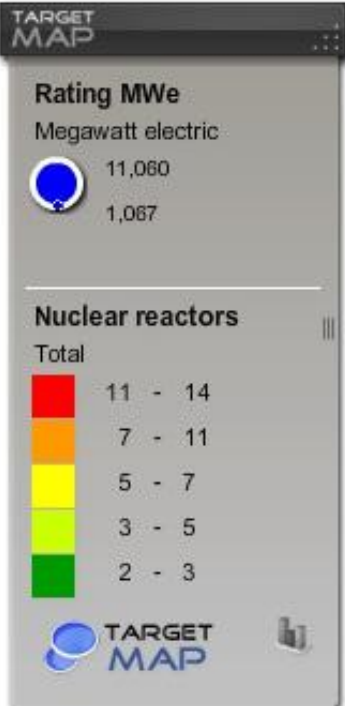 TARGET
MAP
Rating MWe
Megawatt electric
11,060
1,067
Nuclear reactors
Total
11 - 14
7 - 11
5 - 7
3 - 5
2 - 3
TARGET
MAP